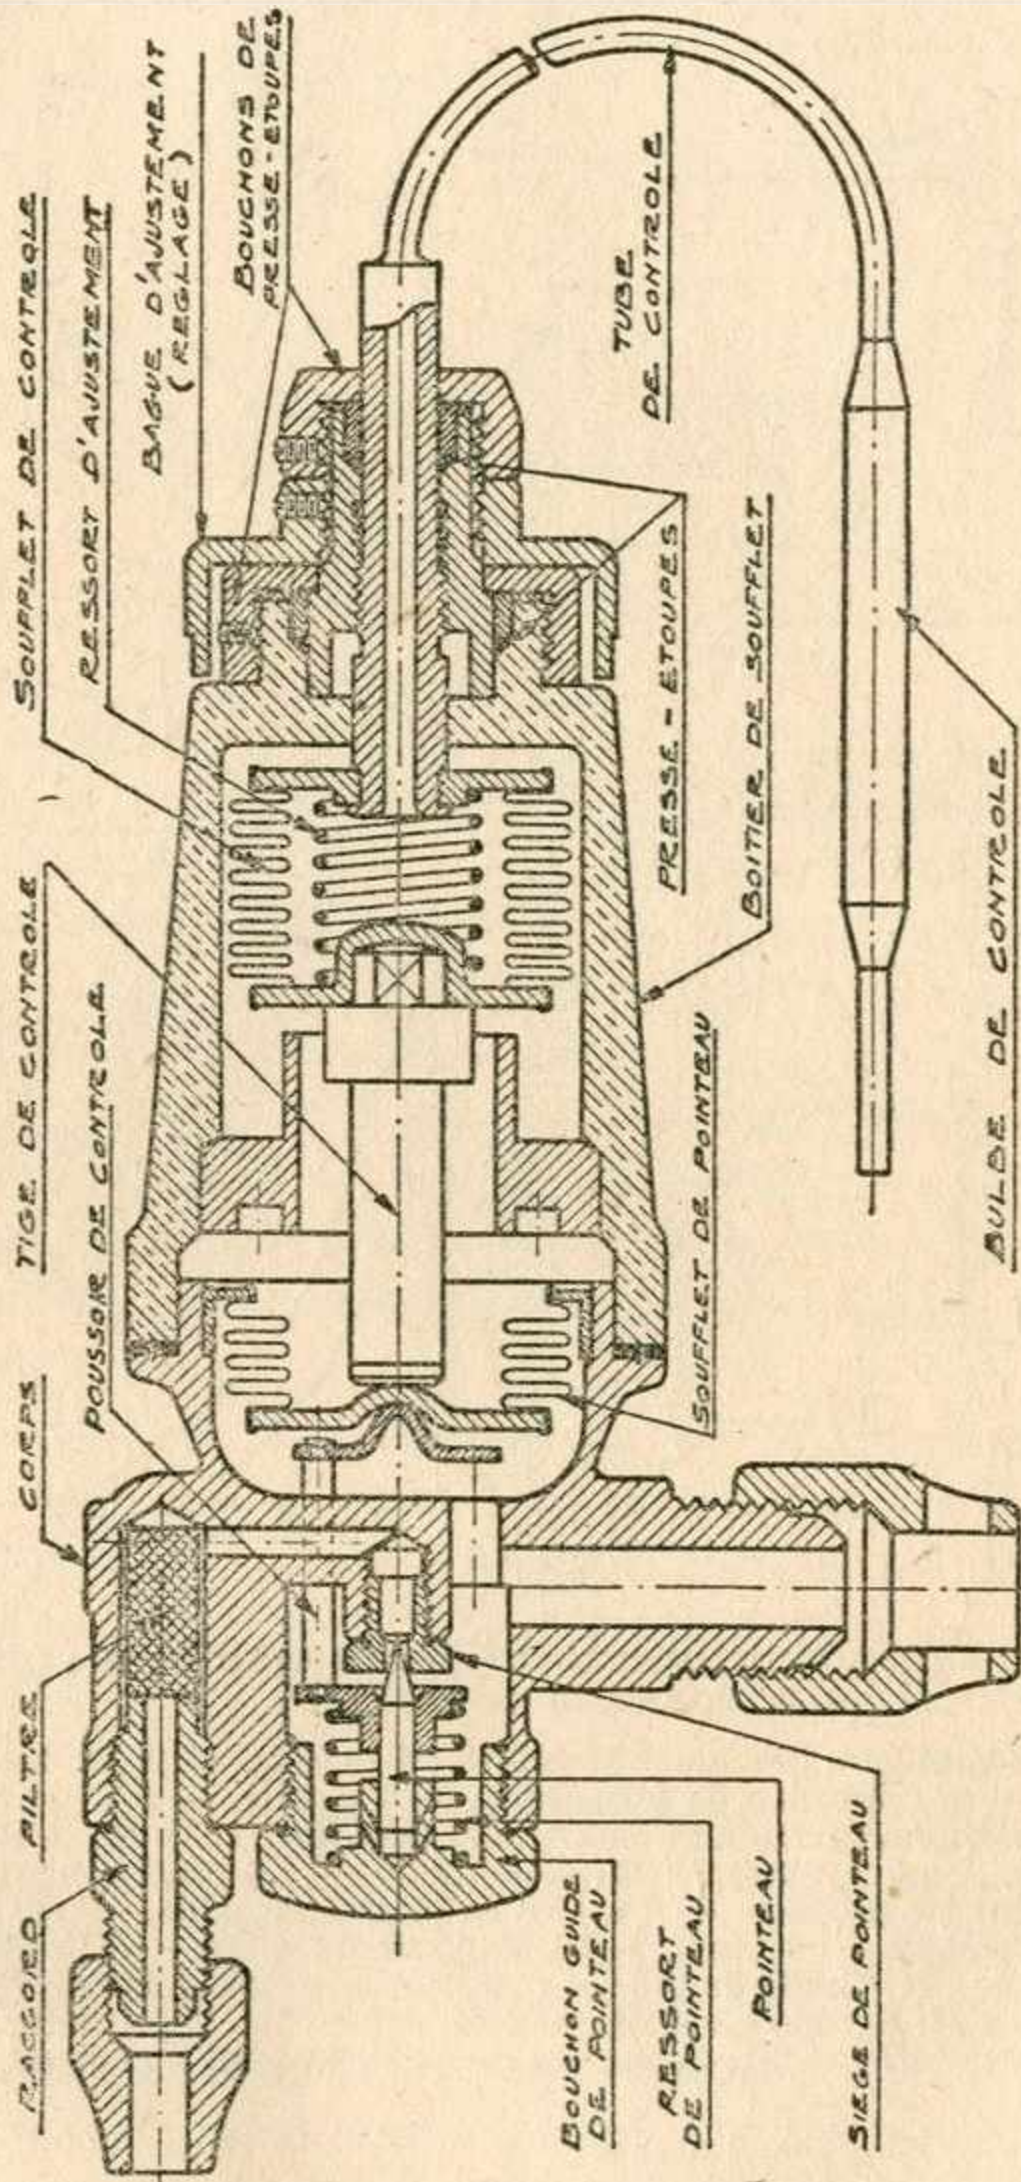 RACCORD
FILTRE
CORPS
POUSSOIR DE CONTROLE
TIGE DE CONTROLE
SOUFFLET DE CONTROLE
RESSORT D'AJUSTEMENT
BAGUE D'AJUSTEMENT
(REGLAGE)
BOUCHONS DE
PRESSE-ETOUPES
TUBE
DE CONTROLE
PRESSE-ETOUPES
BOITIER DE SOUFFLET
SOUFFLET DE POINTEAU
BULBE DE CONTROLE
BOUCHON GUIDE
DE POINTEAU
RESSORT
DE POINTEAU
POINTEAU
SIEGE DE POINTEAU